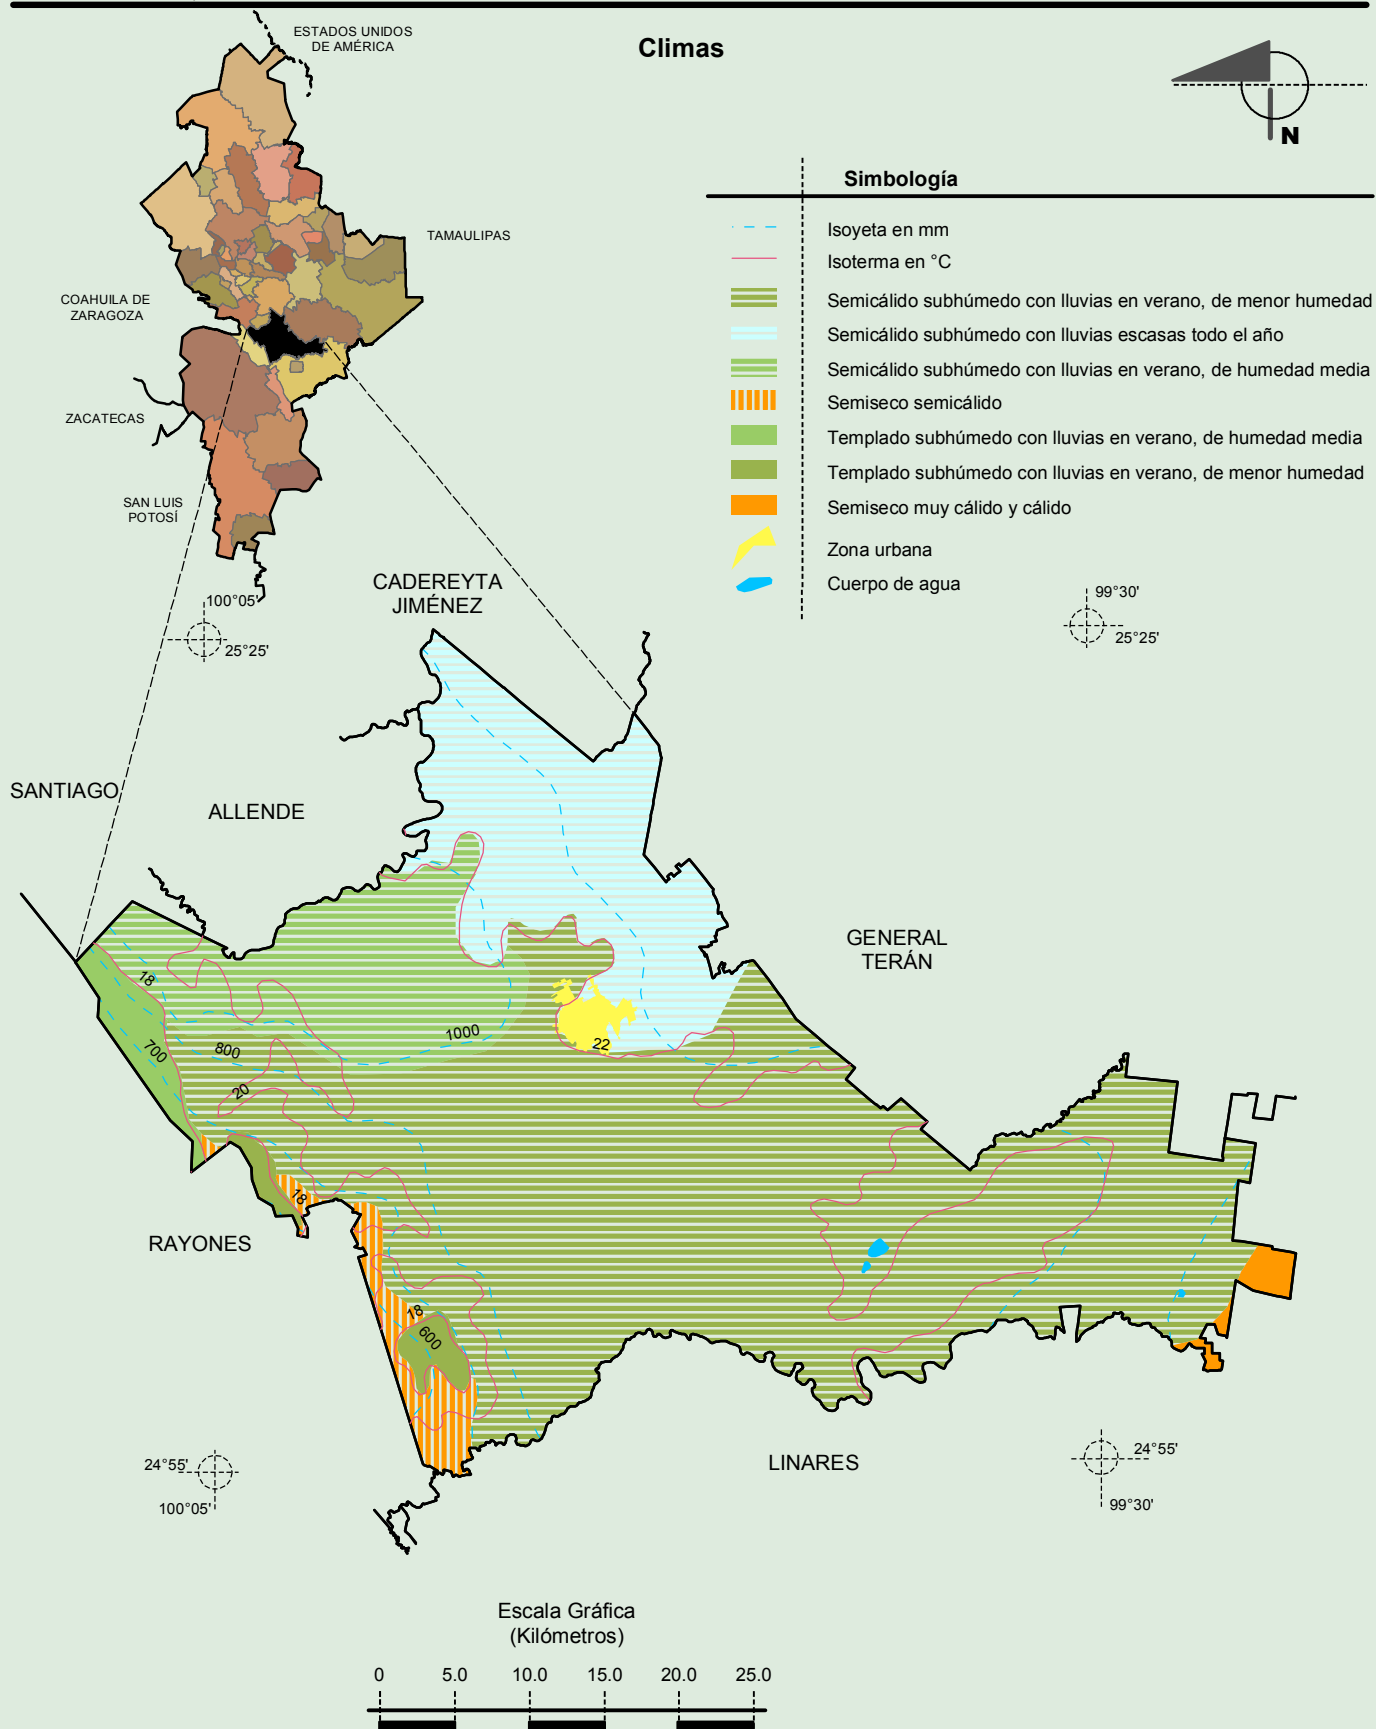 Climas
ESTADOS UNIDOS
DE AMÉRICA
N
TAMAULIPAS
COAHUILA DE
ZARAGOZA
ZACATECAS
SAN LUIS
POTOSÍ
Simbología
Isoyeta en mm
Isoterma en °C
Semicálido subhúmedo con lluvias en verano, de menor humedad
Semicálido subhúmedo con lluvias escasas todo el año
Semicálido subhúmedo con lluvias en verano, de humedad media
Semiseco semicálido
Templado subhúmedo con lluvias en verano, de humedad media
Templado subhúmedo con lluvias en verano, de menor humedad
Semiseco muy cálido y cálido
Zona urbana
Cuerpo de agua
100°05'
25°25'
99°30'
25°25'
CADEREYTA
JIMÉNEZ
SANTIAGO
ALLENDE
GENERAL
TERÁN
18
1000
700
800
22
20
18
RAYONES
18
600
LINARES
24°55'
100°05'
24°55'
99°30'
Escala Gráfica
(Kilómetros)
0 5.0 10.0 15.0 20.0 25.0